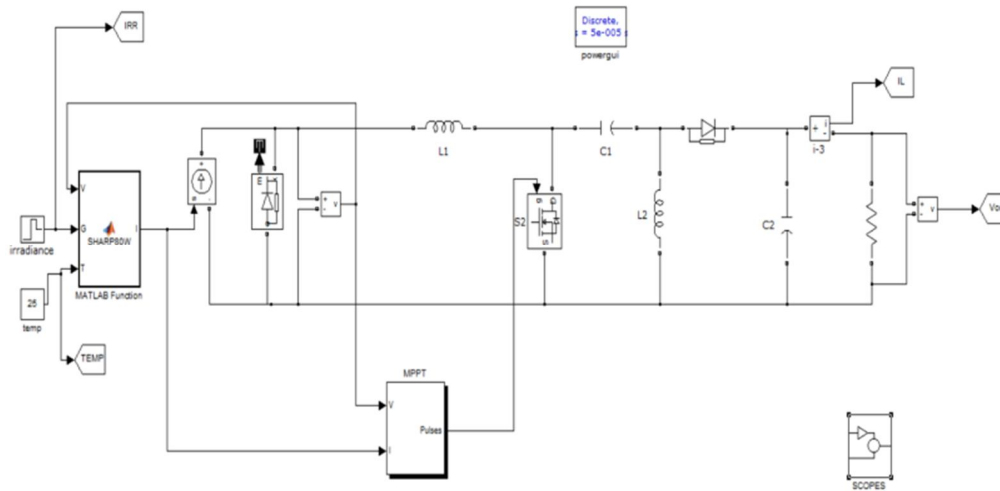 IRR
Discrete,
= 5e-005
powergui
IL
L1
C1
i
+
-
i-3
V
G
T
I
SHARP80W
MATLAB Function
irradiance
25
temp
TEMP
+
E
+
-
v
S2
L2
C2
+
-
v
Vo
MPPT
V
I
Pulses
SCOPES